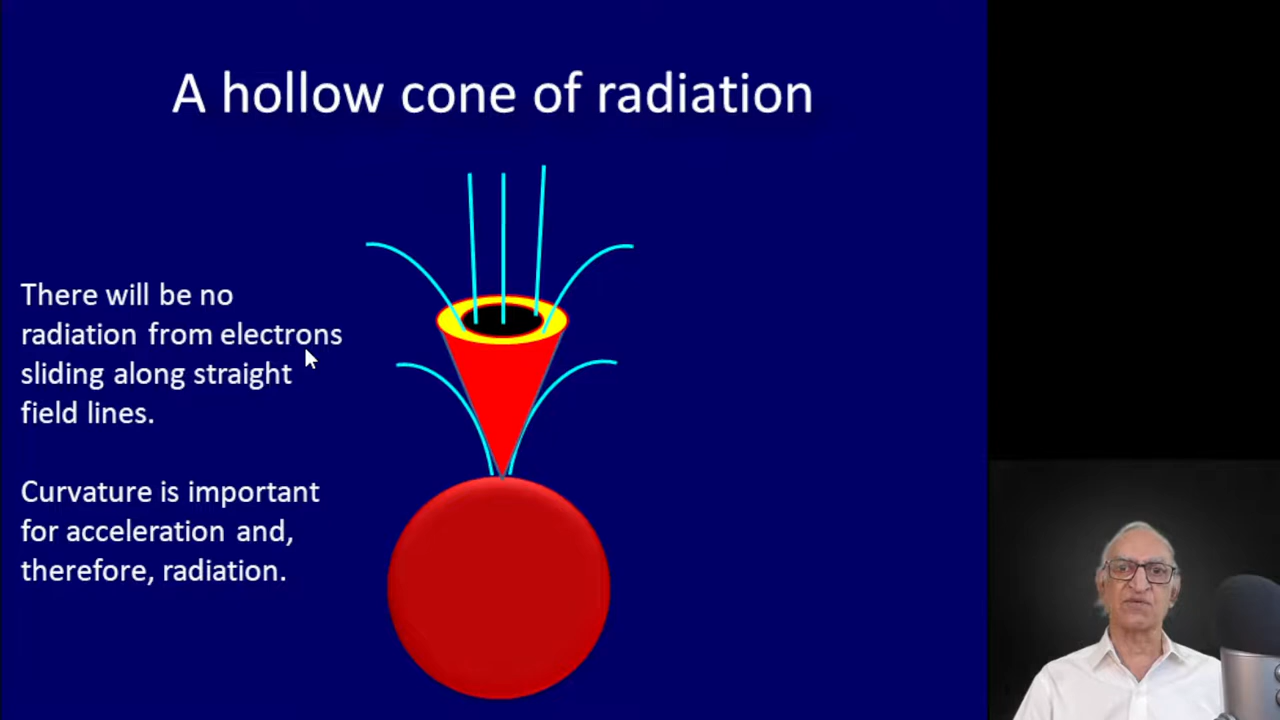 A hollow cone of radiation
There will be no
radiation from electrons
sliding along straight
field lines.
Curvature is important
for acceleration and,
therefore, radiation.